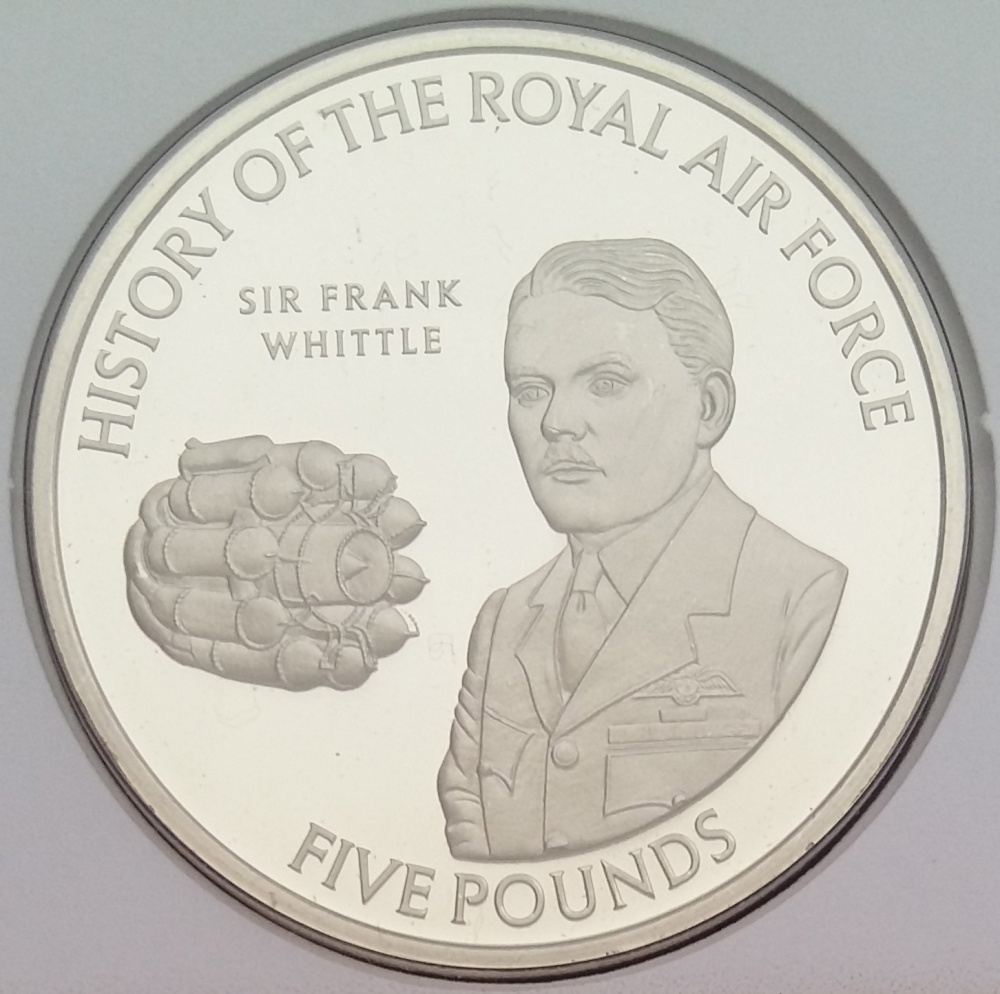 HISTORY OF THE ROYAL AIR FORCE
SIR FRANK
WHITTLE
FIVE POUNDS